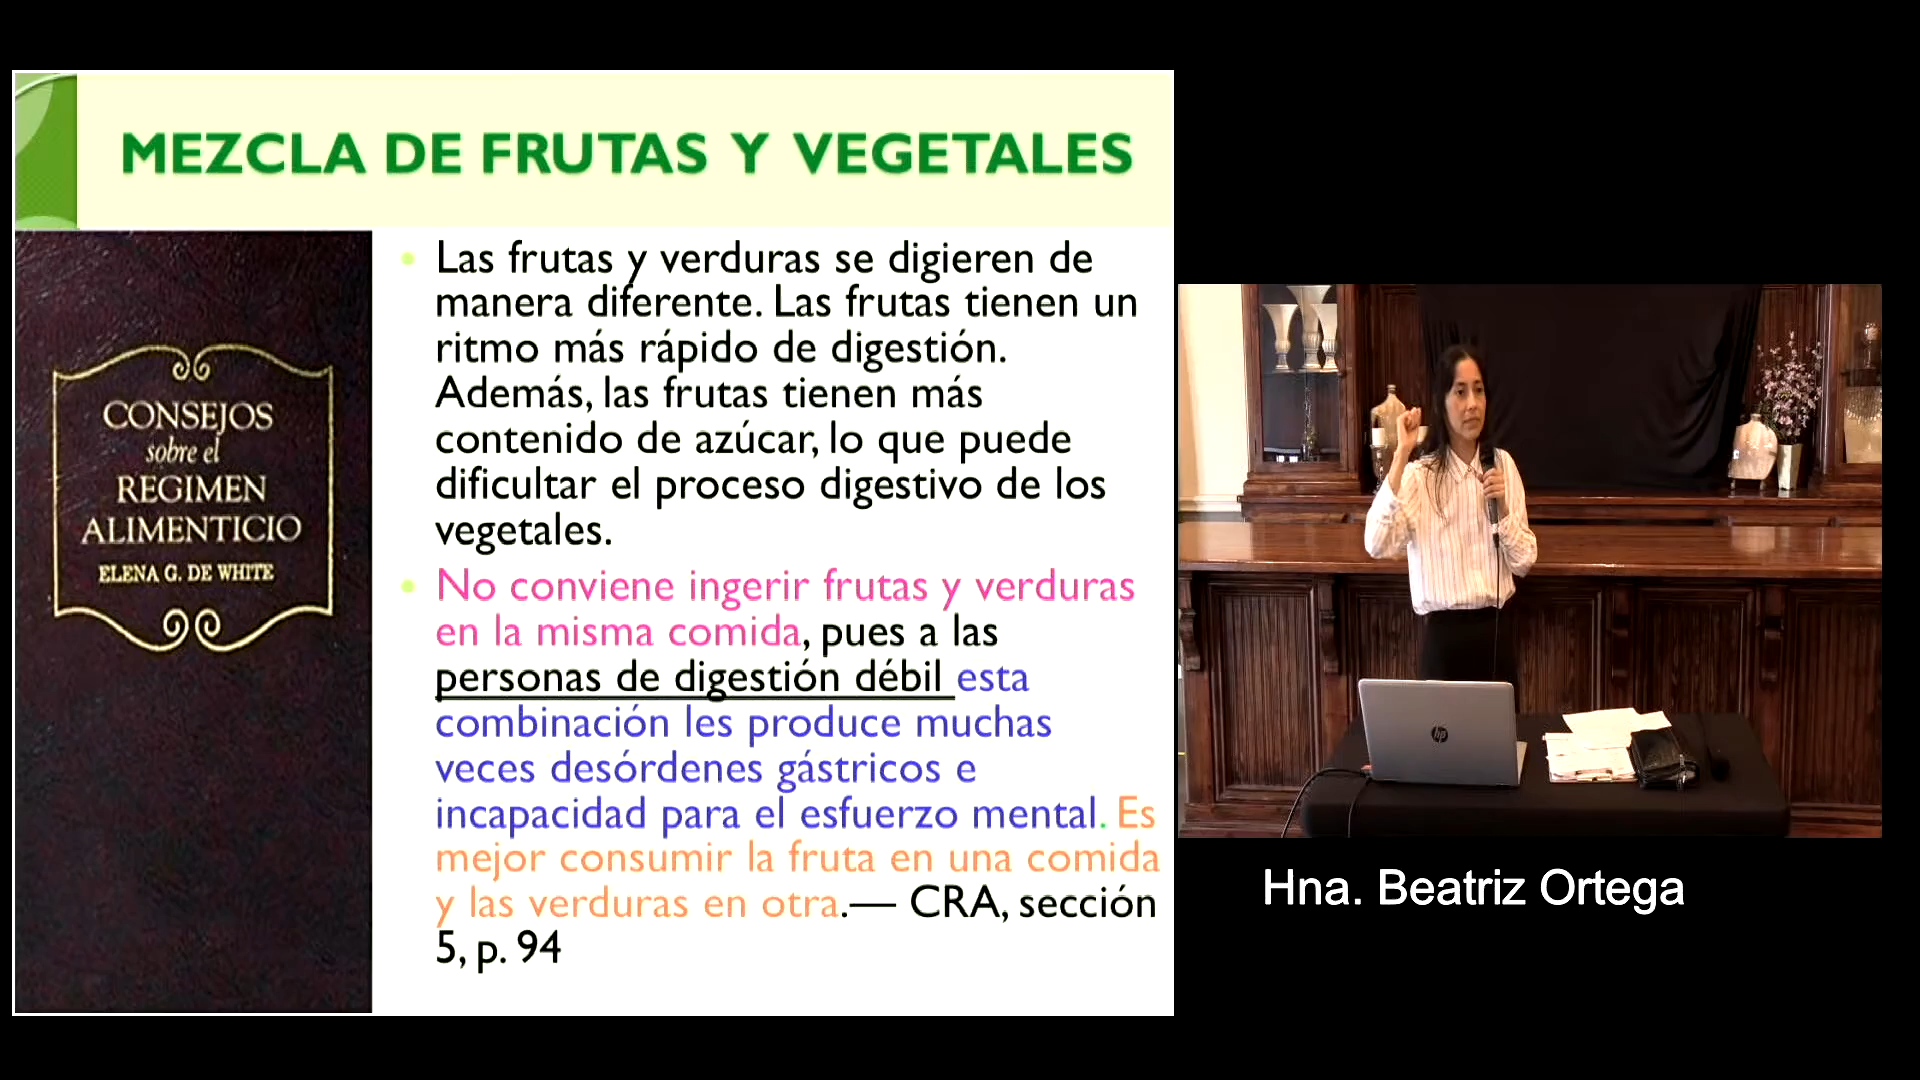 MEZCLA DE FRUTAS Y VEGETALES
CONSEJOS
sobre el
REGIMEN
ALIMENTICIO
ELENA G. DE WHITE
Las frutas y verduras se digieren de
manera diferente. Las frutas tienen un
ritmo más rápido de digestión.
Además, las frutas tienen más
contenido de azúcar, lo que puede
dificultar el proceso digestivo de los
vegetales.
No conviene ingerir frutas y verduras
en la misma comida, pues a las
personas de digestión débil esta
combinación les produce muchas
veces desórdenes gástricos e
incapacidad para el esfuerzo mental. Es
mejor consumir la fruta en una comida
y las verduras en otra.— CRA, sección
5, p. 94
hp
Hna. Beatriz Ortega